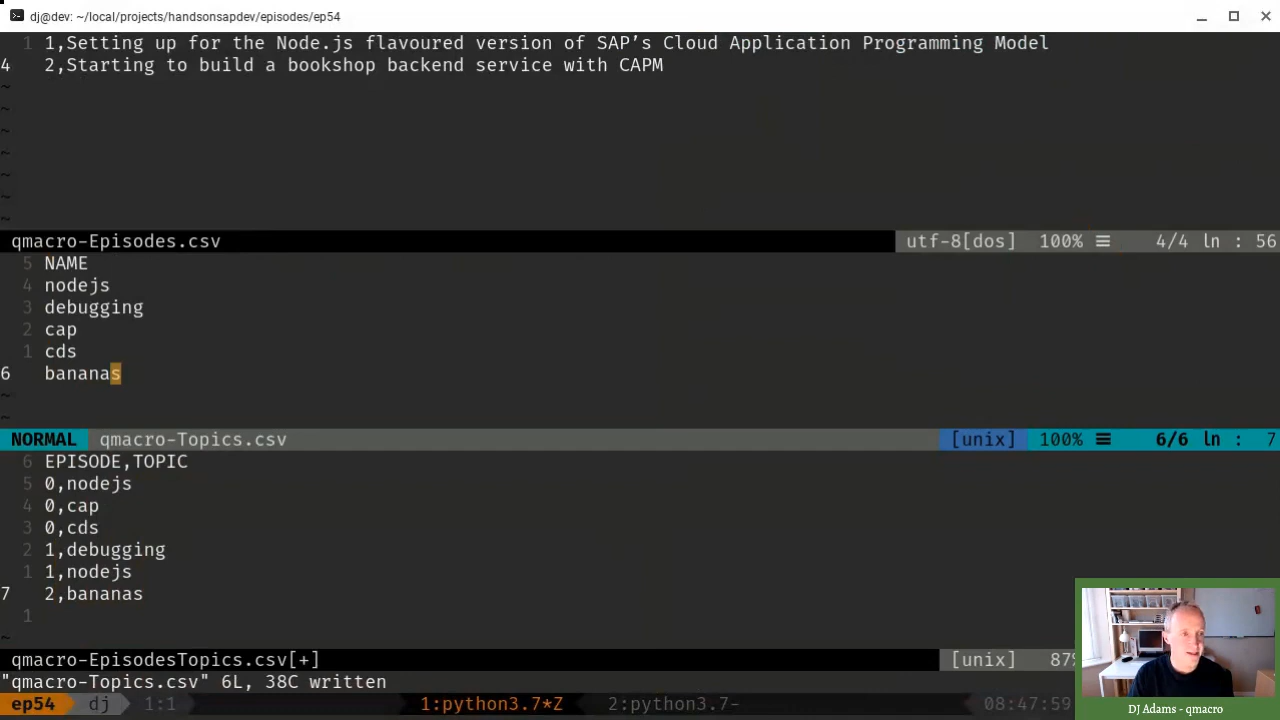 dj@dev: ~/local/projects/handsonsapdev/episodes/ep54
1 1,Setting up for the Node.js flavoured version of SAP’s Cloud Application Programming Model
4 2,Starting to build a bookshop backend service with CAPM
~
~
~
~
~
~
~
qmacro-Episodes.csv utf-8[dos] 100% ☰ 4/4 ln : 56
5 NAME
4 nodejs
3 debugging
2 cap
1 cds
6 bananas
~
~
NORMAL qmacro-Topics.csv [unix] 100% ☰ 6/6 ln : 7
6 EPISODE,TOPIC
5 0,nodejs
4 0,cap
3 0,cds
2 1,debugging
1 1,nodejs
7 2,bananas
1
~
qmacro-EpisodesTopics.csv[+] [unix] 87%
"qmacro-Topics.csv" 6L, 38C written
ep54 dj 1:1 1:python3.7*Z 2:python3.7- 08:47:59
DJ Adams - qmacro